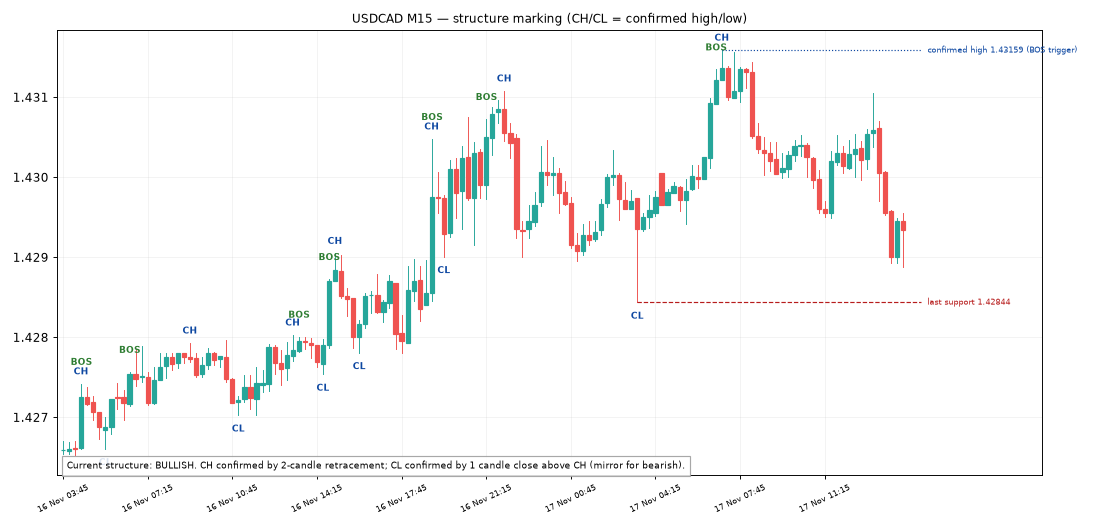 USDCAD M15 — structure marking (CH/CL = confirmed high/low)
CH
BOS
confirmed high 1.43159 (BOS trigger)
CH
1.431
BOS
BOS
CH
1.430
CH
BOS
CL
1.429
last support 1.42844
CL
BOS
CH
CH
1.428
BOS
BOS
CH
CL
CL
1.427
CL
Current structure: BULLISH. CH confirmed by 2-candle retracement; CL confirmed by 1 candle close above CH (mirror for bearish).
16 Nov 03:45
16 Nov 07:15
16 Nov 10:45
16 Nov 14:15
16 Nov 17:45
16 Nov 21:15
17 Nov 00:45
17 Nov 04:15
17 Nov 07:45
17 Nov 11:15